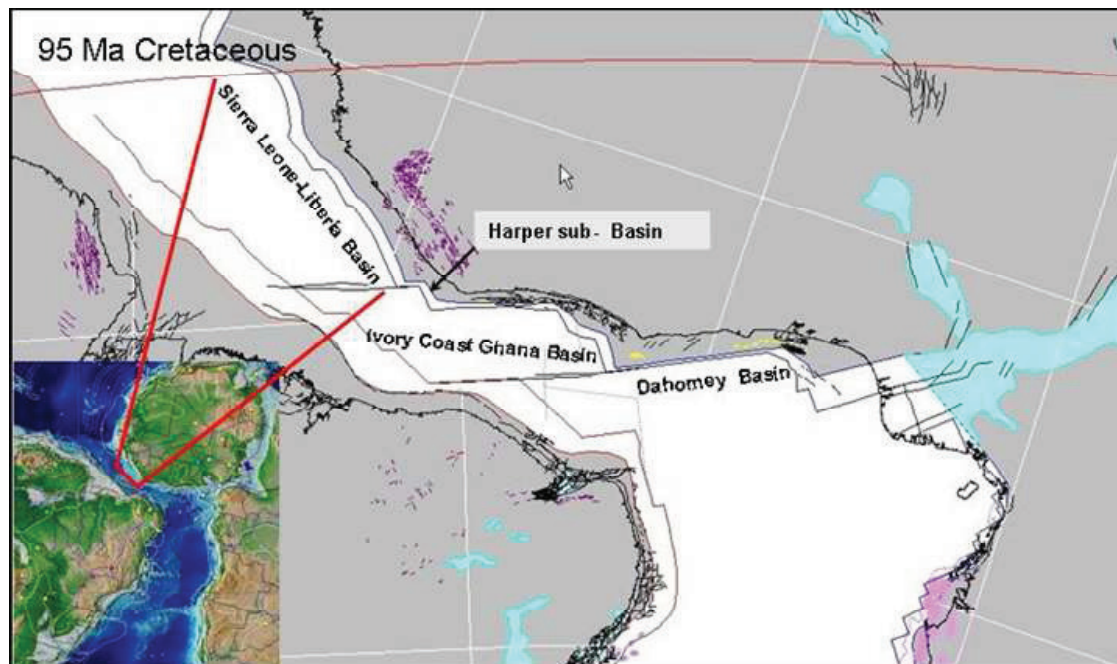 95 Ma Cretaceous
Sierra Leone-Liberia Basin
Harper sub - Basin
Ivory Coast Ghana Basin
Dahomey Basin